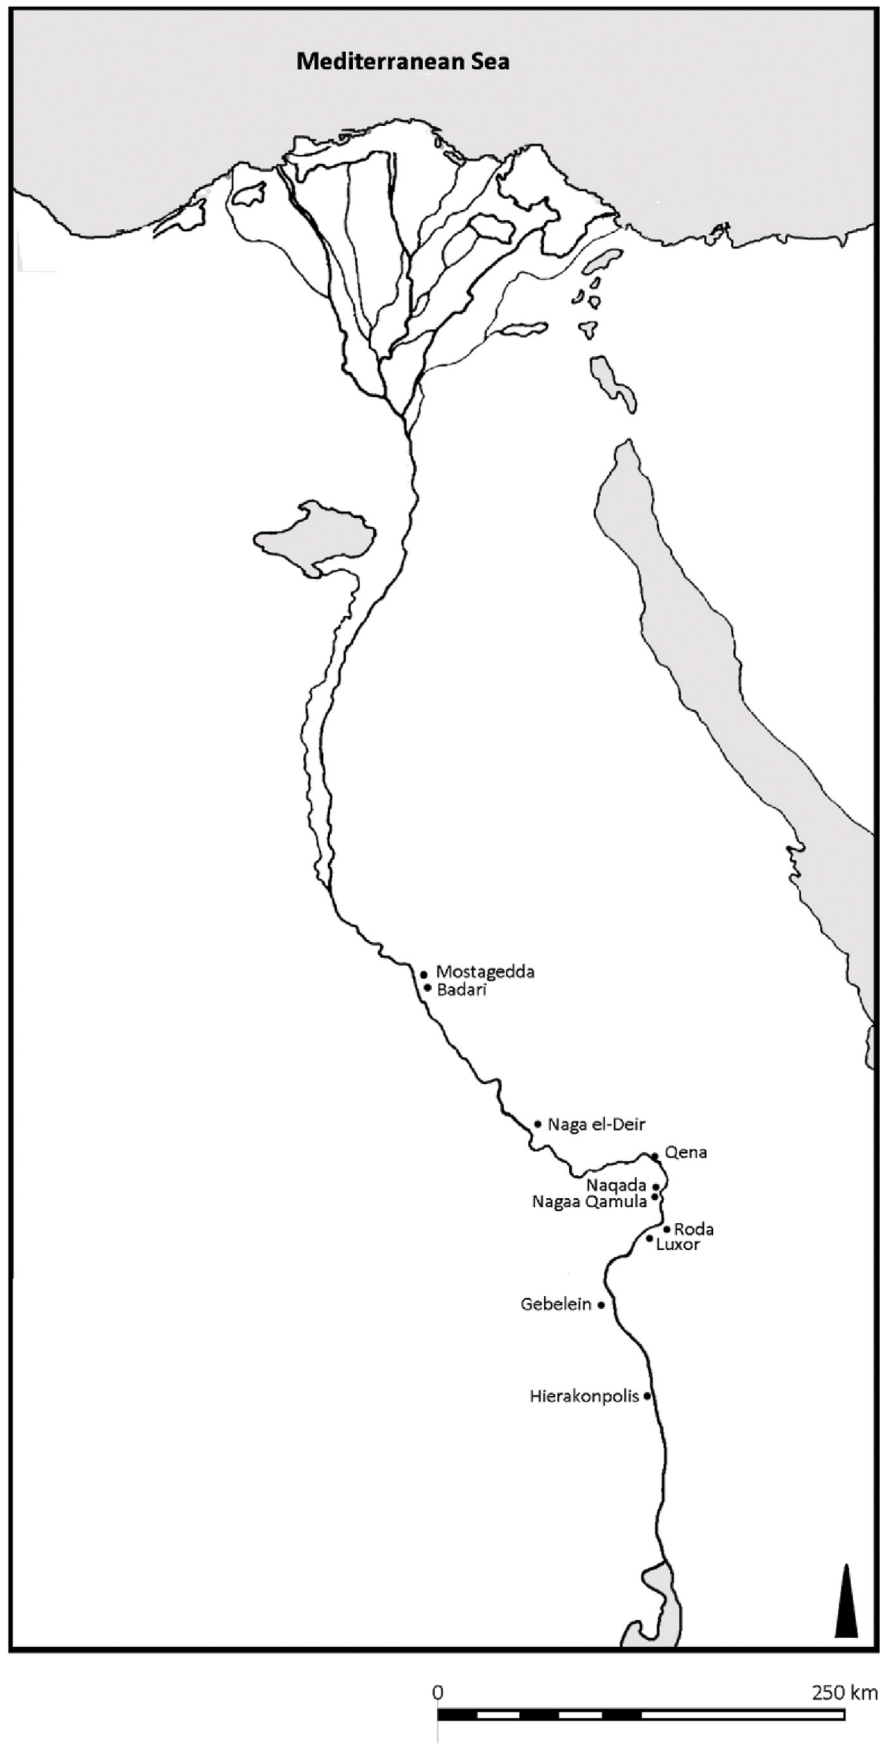 Mediterranean Sea
Mostagedda
Badari
Naga el-Deir
Qena
Naqada
Nagaa Qamula
Roda
Luxor
Gebelein
Hierakonpolis
0 250 km